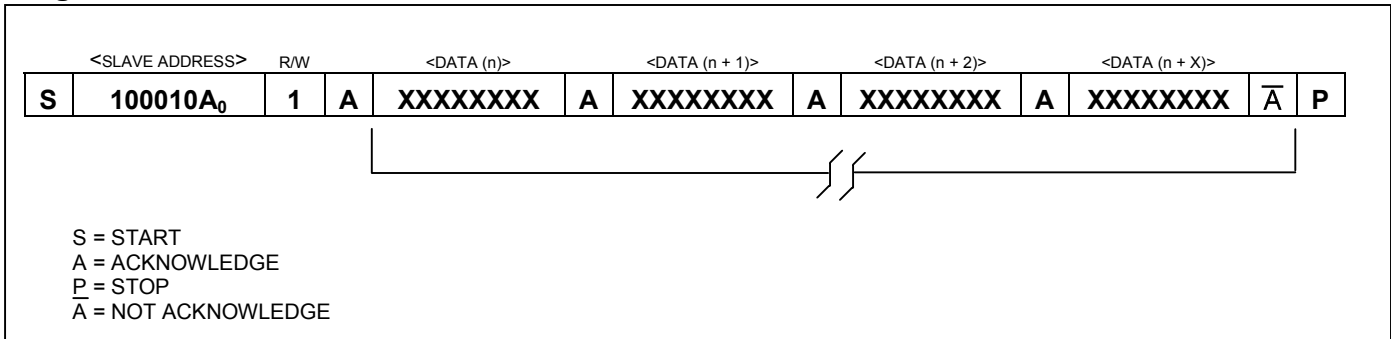 <SLAVE ADDRESS> R/W <DATA (n)> <DATA (n + 1)> <DATA (n + 2)> <DATA (n + X)>
S 100010A₀ 1 A XXXXXXXX A XXXXXXXX A XXXXXXXX A XXXXXXXX A̅ P
S = START
A = ACKNOWLEDGE
P = STOP
A̅ = NOT ACKNOWLEDGE